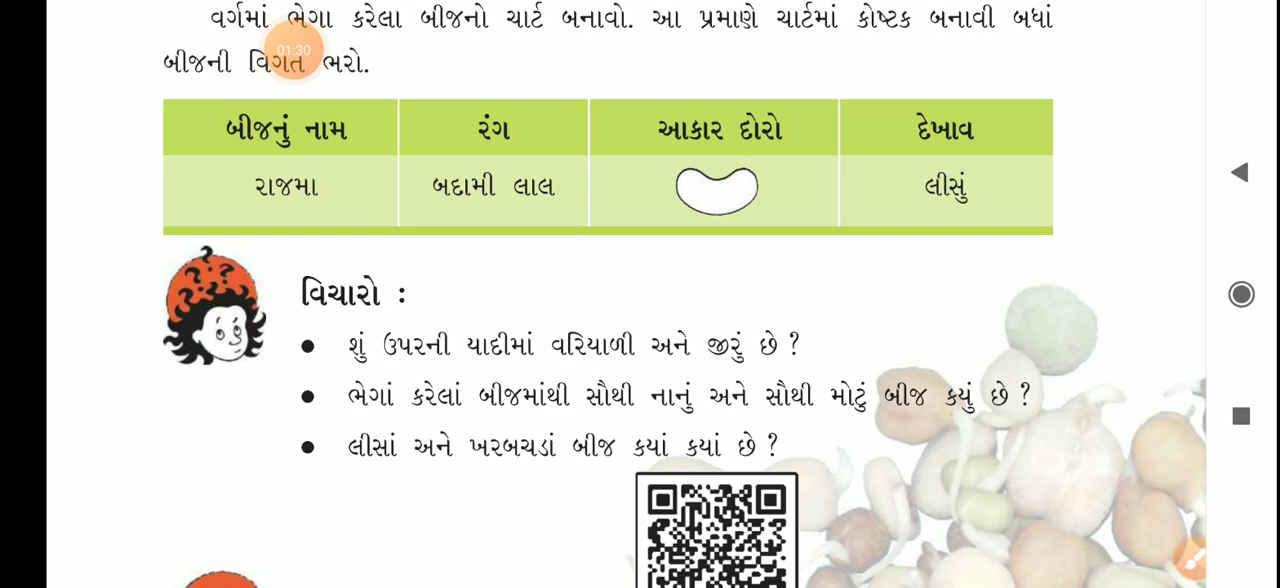 વર્ગમાં ભેગા કરેલા બીજનો ચાર્ટ બનાવો. આ પ્રમાણે ચાર્ટમાં કોષ્ટક બનાવી બધાં
બીજની વિગત ભરો.
01:30
બીજનું નામ રંગ આકાર દોરો દેખાવ
રાજમા બદામી લાલ લીસું
વિચારો :
● શું ઉપરની યાદીમાં વરિયાળી અને જીરું છે ?
● ભેગાં કરેલાં બીજમાંથી સૌથી નાનું અને સૌથી મોટું બીજ કયું છે ?
● લીસાં અને ખરબચડાં બીજ કયાં કયાં છે ?